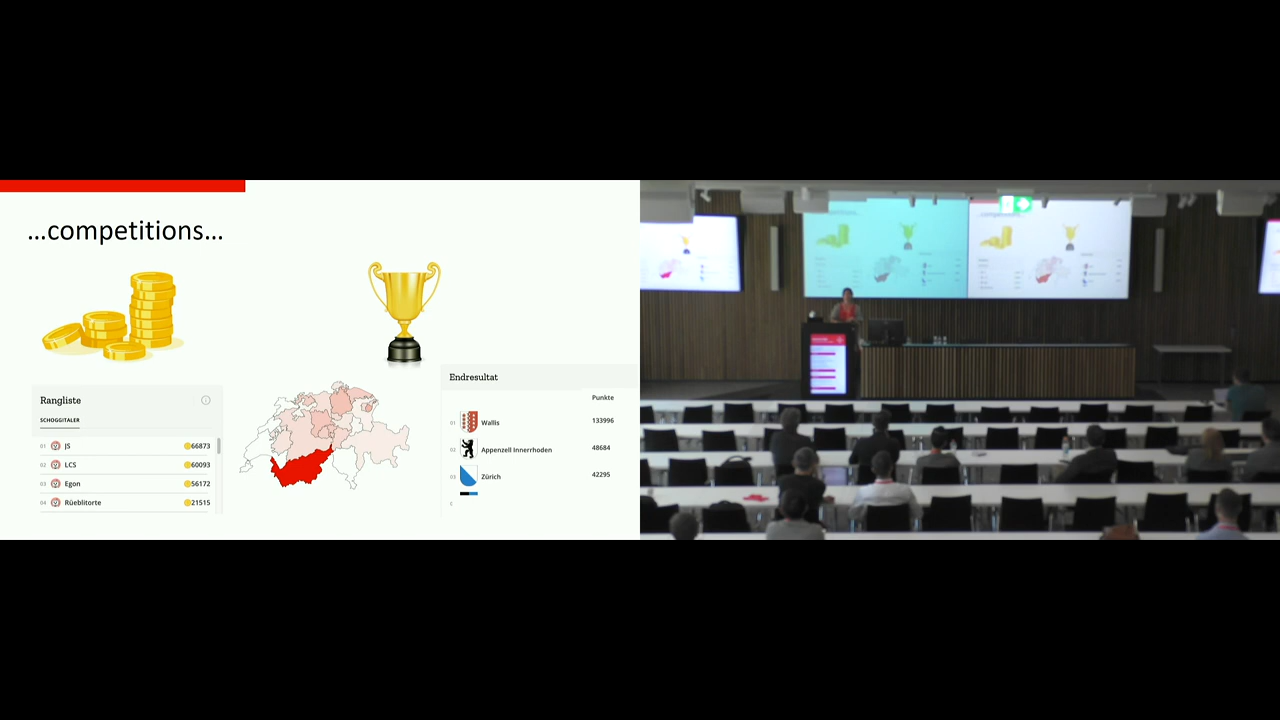 ...competitions...
Rangliste
SCHOGGITALER
01 JS 66873
02 LCS 60093
03 Egon 56172
04 Rüeblitorte 21515
Endresultat
Punkte
01 Wallis 133996
02 Appenzell Innerrhoden 48684
03 Zürich 42295